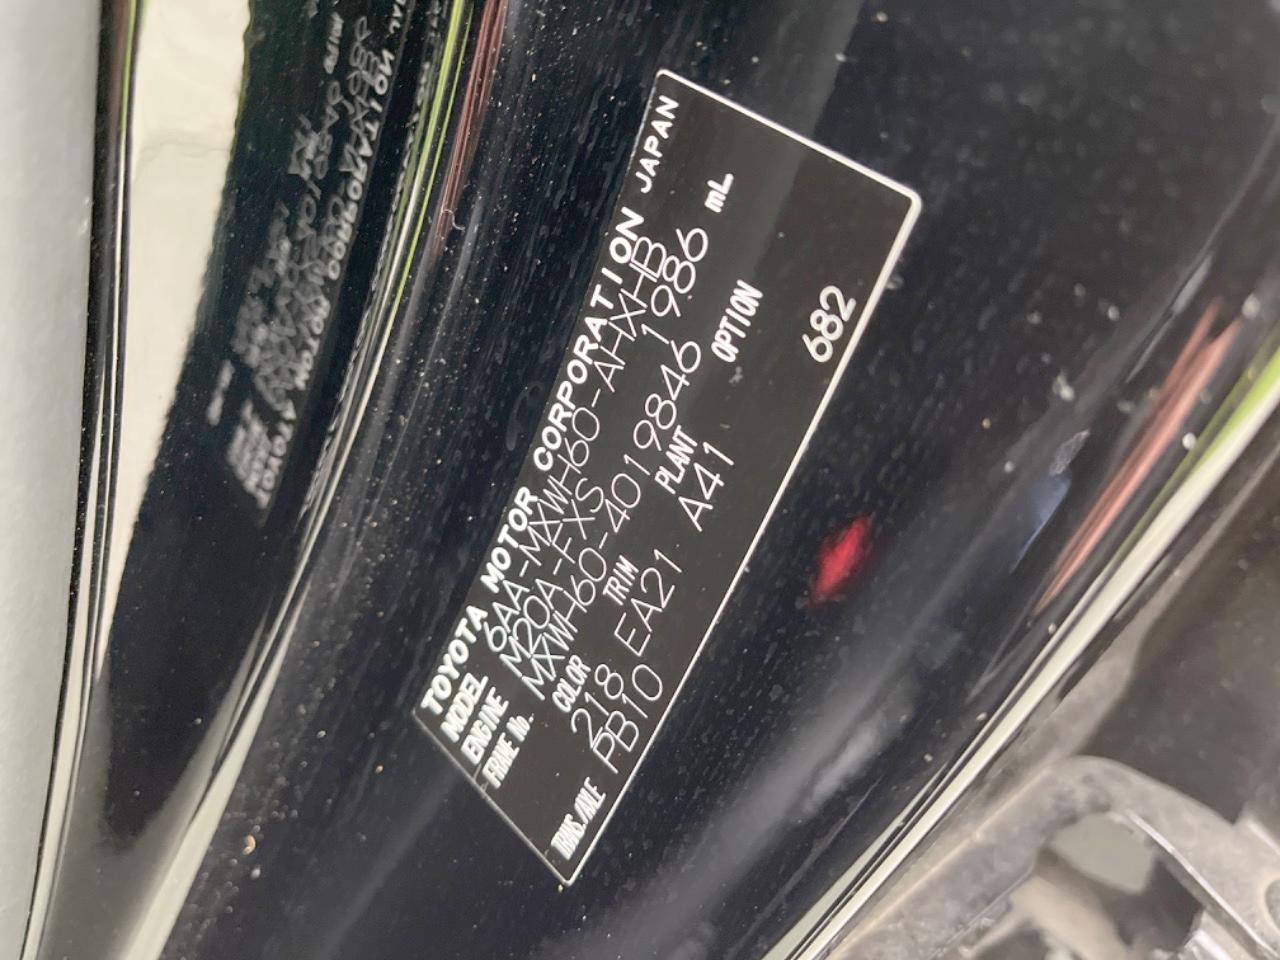 TOYOTA MOTOR CORPORATION JAPAN
MODEL 6AA-MXWH60-AHXHB
ENGINE M20A-FXS 1986 mL
FRAME No. MXWH60-4019846
COLOR TRIM PLANT OPTION
218 EA21 A41 682
TRANS./AXLE PB10